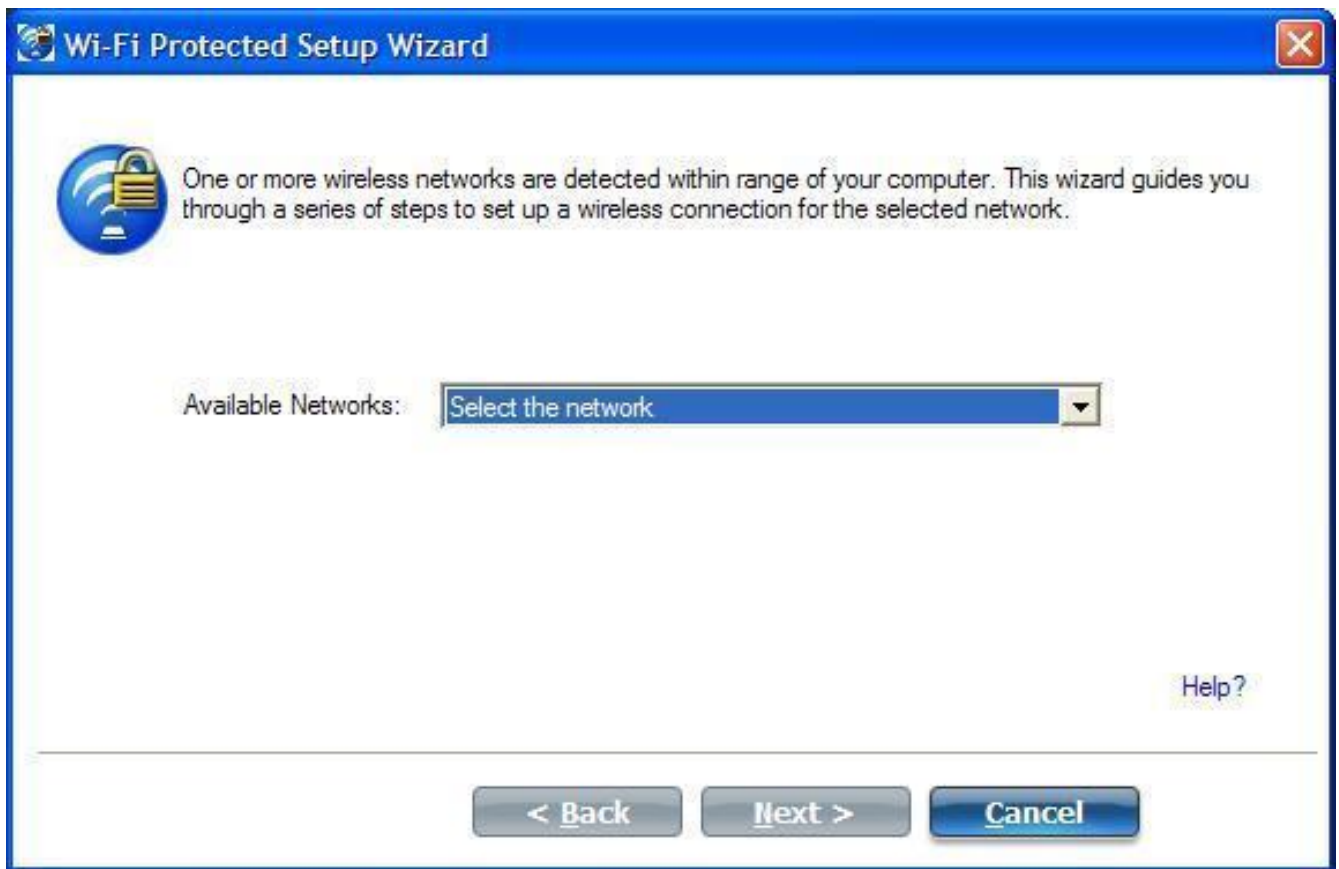 Wi-Fi Protected Setup Wizard
One or more wireless networks are detected within range of your computer. This wizard guides you
through a series of steps to set up a wireless connection for the selected network.
Available Networks: Select the network
Help?
< Back Next > Cancel